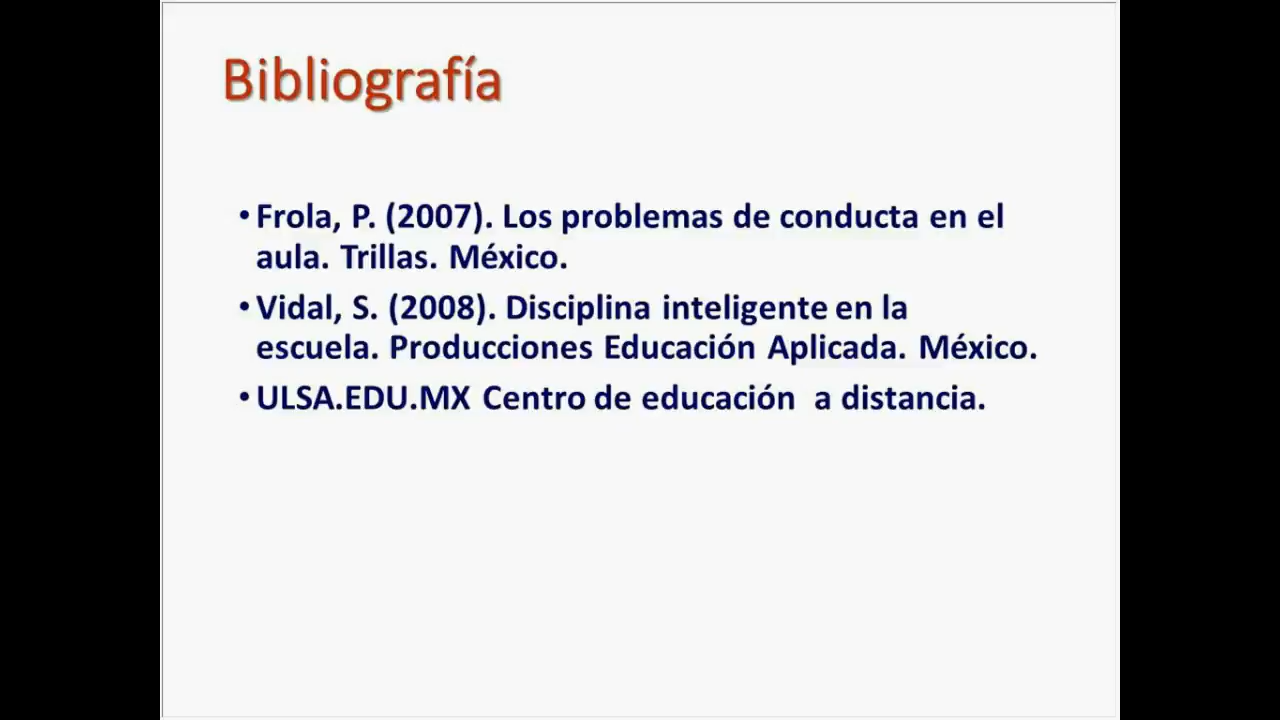 Bibliografía
• Frola, P. (2007). Los problemas de conducta en el
aula. Trillas. México.
• Vidal, S. (2008). Disciplina inteligente en la
escuela. Producciones Educación Aplicada. México.
• ULSA.EDU.MX Centro de educación  a distancia.